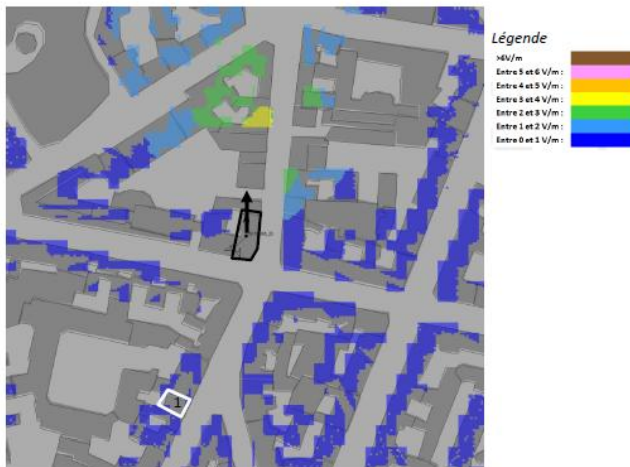 Légende
>6V/m
Entre 5 et 6 V/m :
Entre 4 et 5 V/m :
Entre 3 et 4 V/m :
Entre 2 et 3 V/m :
Entre 1 et 2 V/m :
Entre 0 et 1 V/m :
1